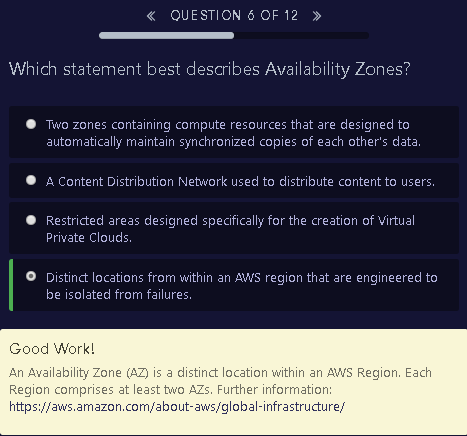 « QUESTION 6 OF 12 »
Which statement best describes Availability Zones?
Two zones containing compute resources that are designed to
automatically maintain synchronized copies of each other's data.
A Content Distribution Network used to distribute content to users.
Restricted areas designed specifically for the creation of Virtual
Private Clouds.
Distinct locations from within an AWS region that are engineered to
be isolated from failures.
Good Work!
An Availability Zone (AZ) is a distinct location within an AWS Region. Each
Region comprises at least two AZs. Further information:
https://aws.amazon.com/about-aws/global-infrastructure/